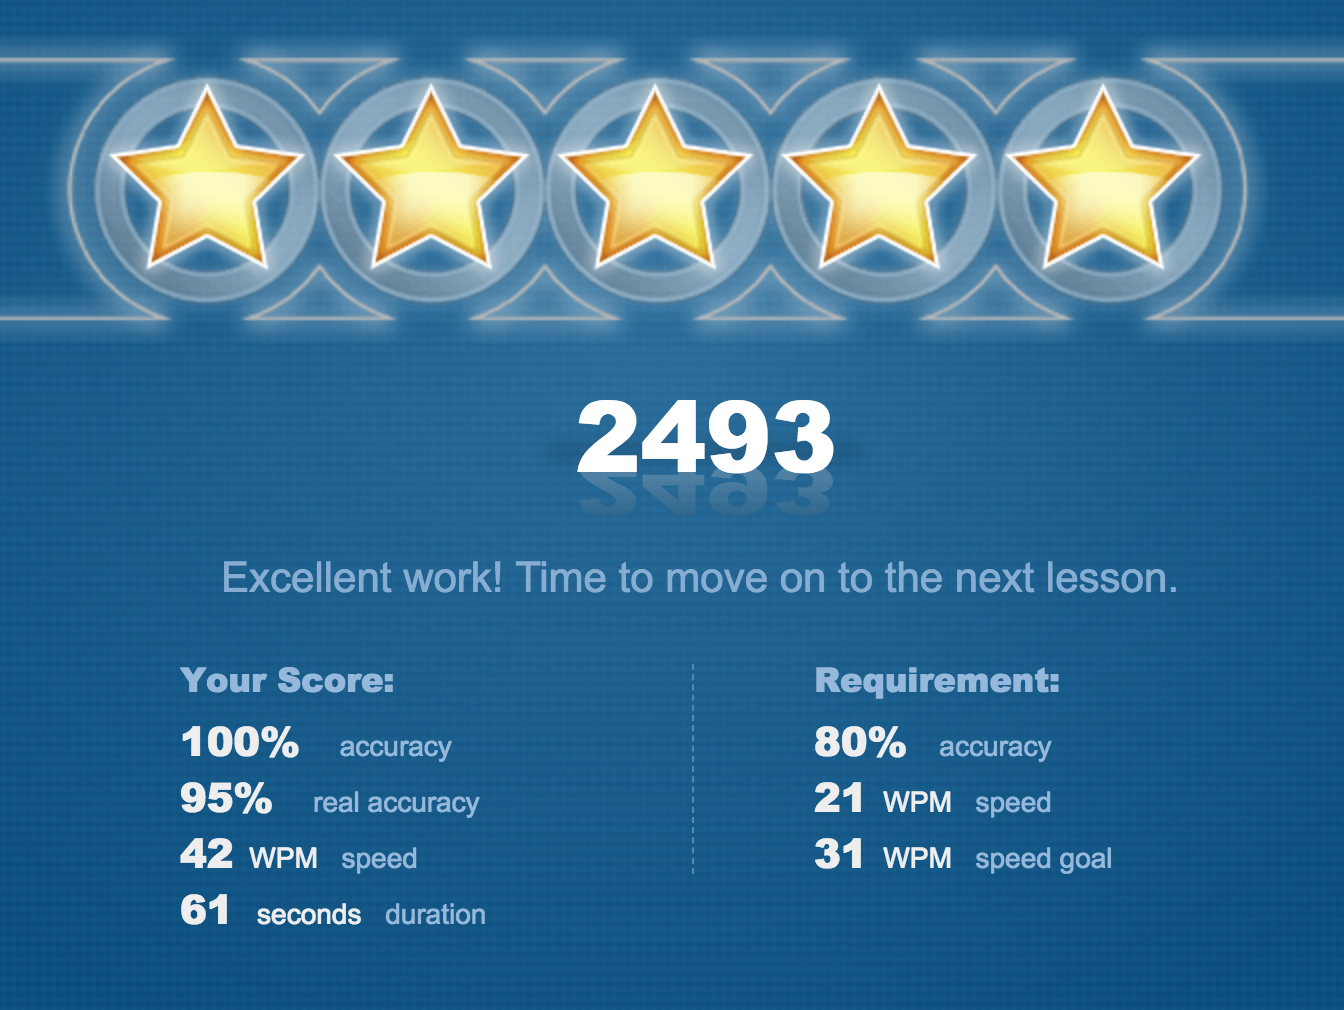 2493
Excellent work! Time to move on to the next lesson.
Your Score:
100% accuracy
95% real accuracy
42 WPM speed
61 seconds duration
Requirement:
80% accuracy
21 WPM speed
31 WPM speed goal